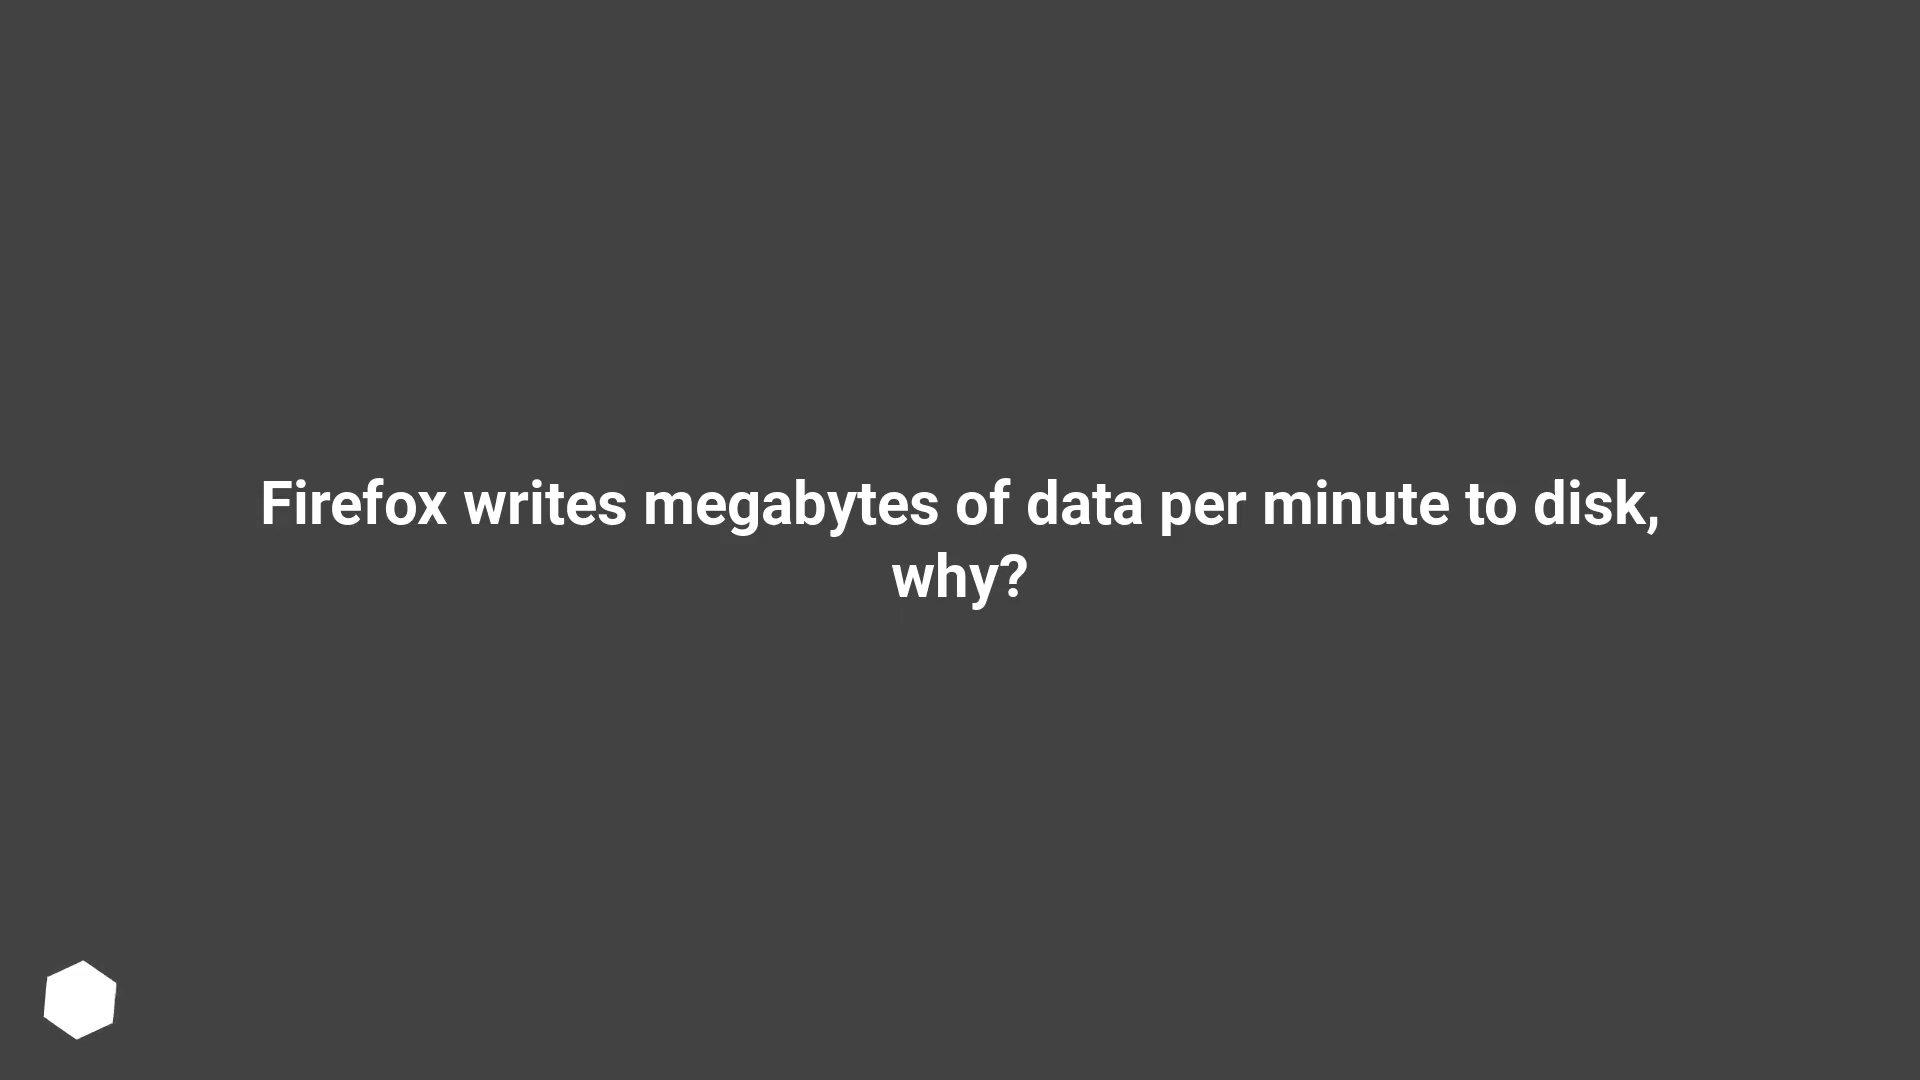 Firefox writes megabytes of data per minute to disk,
why?